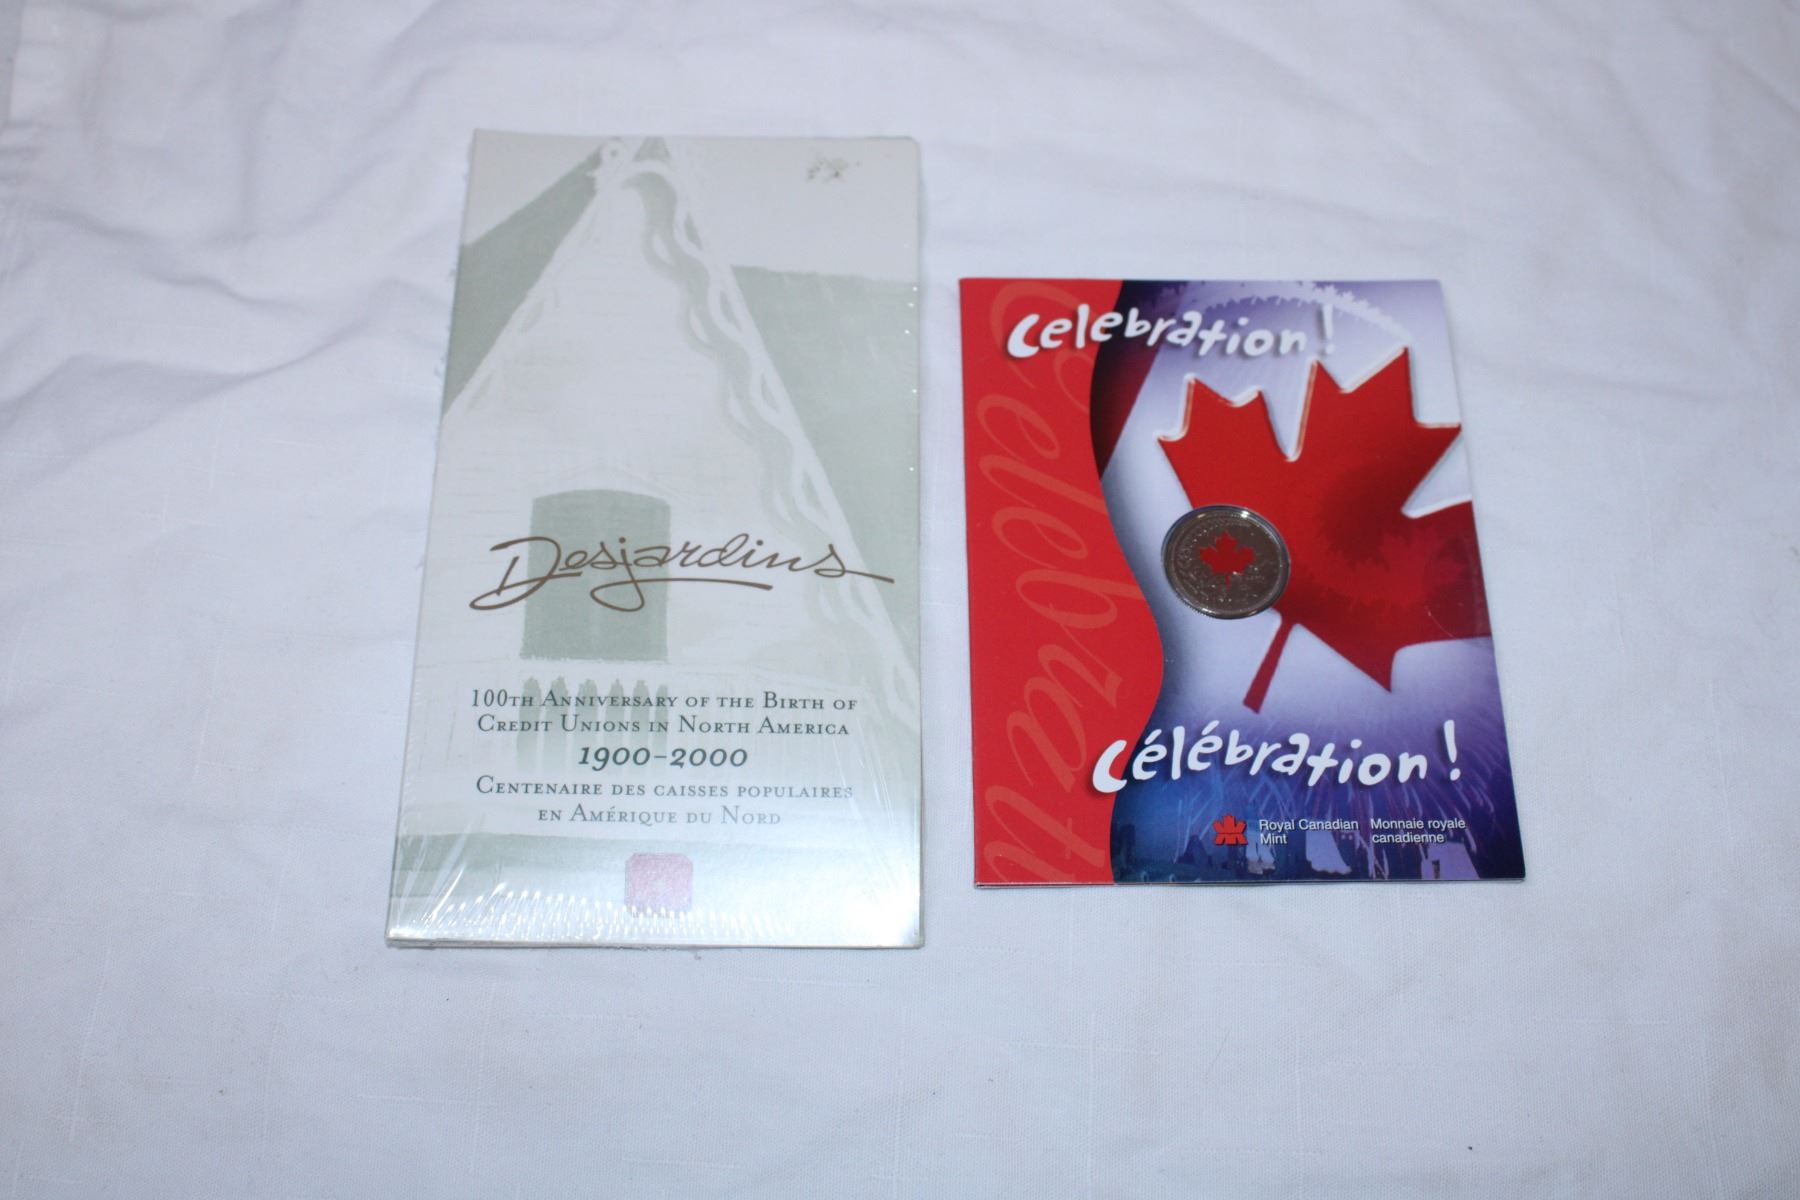 Desjardins
100TH ANNIVERSARY OF THE BIRTH OF
CREDIT UNIONS IN NORTH AMERICA
1900-2000
CENTENAIRE DES CAISSES POPULAIRES
EN AMÉRIQUE DU NORD
Celebration!
Célébrati
Célébration!
Royal Canadian
Mint
Monnaie royale
canadienne